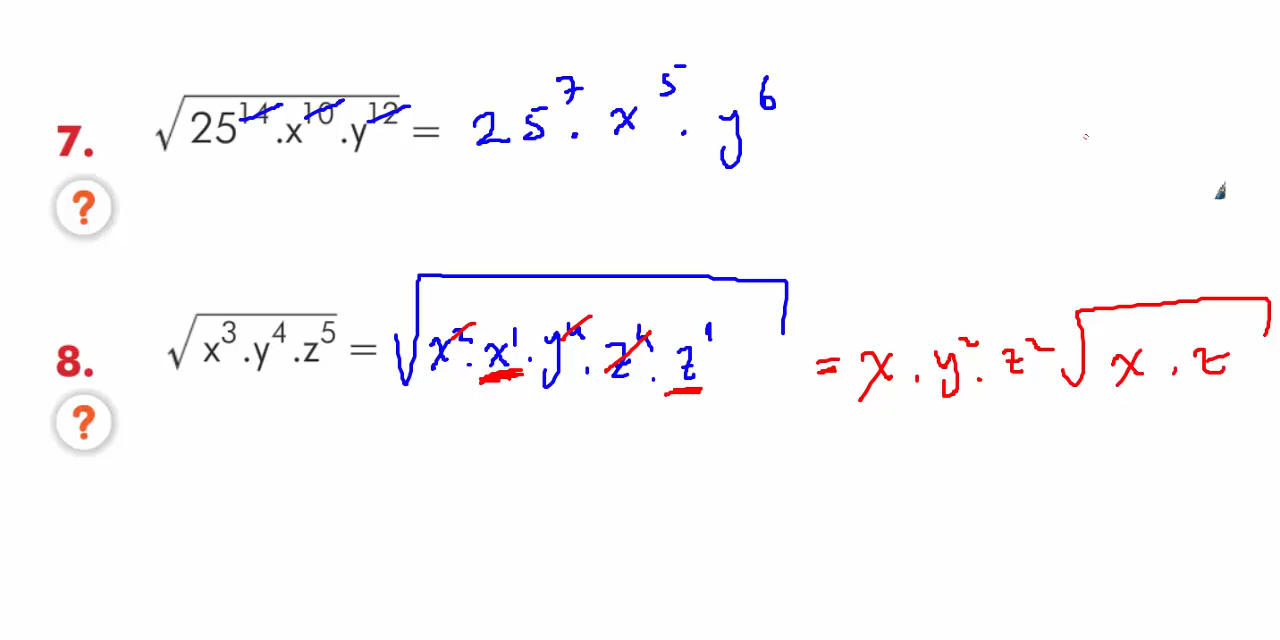 7. √25¹⁴.x¹⁰.y¹² = 25⁷. x⁵. y⁶
?
8. √x³.y⁴.z⁵ = √x².x¹.y⁴.z⁴.z¹ = x.y².z²√x.z
?